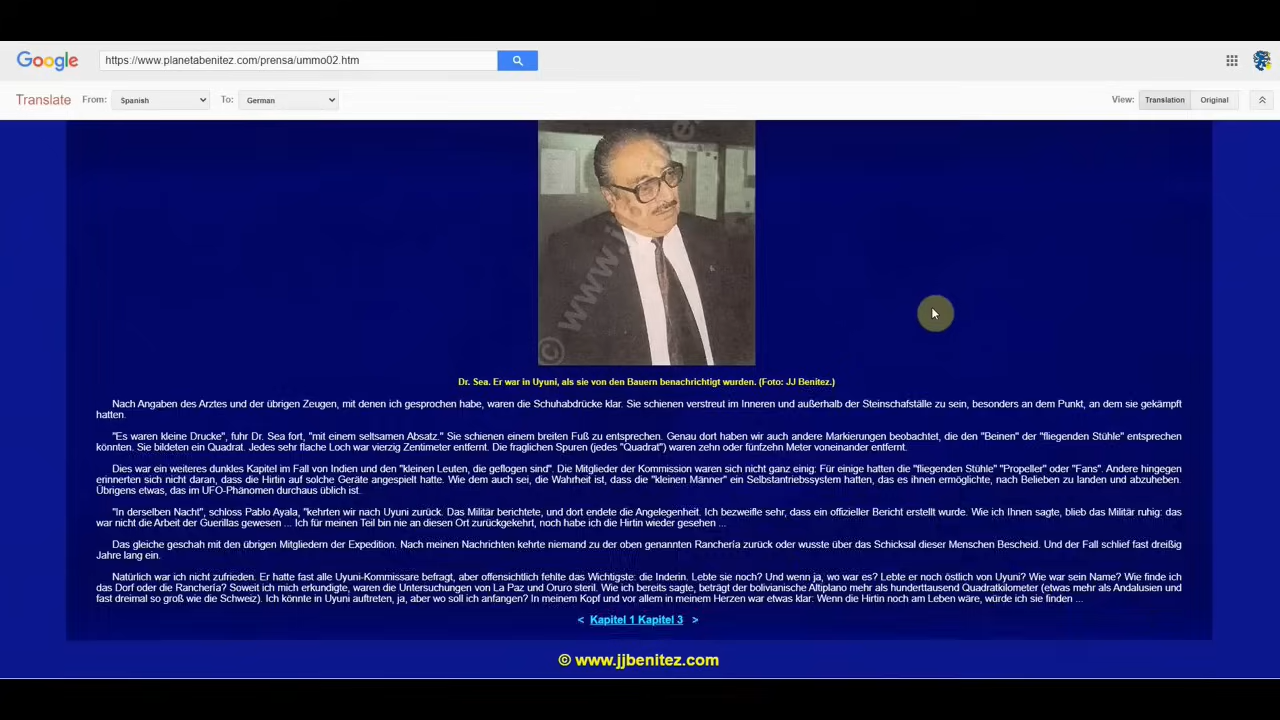 Google
https://www.planetabenitez.com/prensa/ummo02.htm
Translate From: Spanish To: German View: Translation Original
© www.j
Dr. Sea. Er war in Uyuni, als sie von den Bauern benachrichtigt wurden. (Foto: JJ Benitez.)
Nach Angaben des Arztes und der übrigen Zeugen, mit denen ich gesprochen habe, waren die Schuhabdrücke klar. Sie schienen verstreut im Inneren und außerhalb der Steinschafställe zu sein, besonders an dem Punkt, an dem sie gekämpft
hatten.
"Es waren kleine Drucke", fuhr Dr. Sea fort, "mit einem seltsamen Absatz." Sie schienen einem breiten Fuß zu entsprechen. Genau dort haben wir auch andere Markierungen beobachtet, die den "Beinen" der "fliegenden Stühle" entsprechen
könnten. Sie bildeten ein Quadrat. Jedes sehr flache Loch war vierzig Zentimeter entfernt. Die fraglichen Spuren (jedes "Quadrat") waren zehn oder fünfzehn Meter voneinander entfernt.
Dies war ein weiteres dunkles Kapitel im Fall von Indien und den "kleinen Leuten, die geflogen sind". Die Mitglieder der Kommission waren sich nicht ganz einig: Für einige hatten die "fliegenden Stühle" "Propeller" oder "Fans". Andere hingegen
erinnerten sich nicht daran, dass die Hirtin auf solche Geräte angespielt hatte. Wie dem auch sei, die Wahrheit ist, dass die "kleinen Männer" ein Selbstantriebssystem hatten, das es ihnen ermöglichte, nach Belieben zu landen und abzuheben.
Übrigens etwas, das im UFO-Phänomen durchaus üblich ist.
"In derselben Nacht", schloss Pablo Ayala, "kehrten wir nach Uyuni zurück. Das Militär berichtete, und dort endete die Angelegenheit. Ich bezweifle sehr, dass ein offizieller Bericht erstellt wurde. Wie ich Ihnen sagte, blieb das Militär ruhig: das
war nicht die Arbeit der Guerillas gewesen ... Ich für meinen Teil bin nie an diesen Ort zurückgekehrt, noch habe ich die Hirtin wieder gesehen ...
Das gleiche geschah mit den übrigen Mitgliedern der Expedition. Nach meinen Nachrichten kehrte niemand zu der oben genannten Ranchería zurück oder wusste über das Schicksal dieser Menschen Bescheid. Und der Fall schlief fast dreißig
Jahre lang ein.
Natürlich war ich nicht zufrieden. Er hatte fast alle Uyuni-Kommissare befragt, aber offensichtlich fehlte das Wichtigste: die Inderin. Lebte sie noch? Und wenn ja, wo war es? Lebte er noch östlich von Uyuni? Wie war sein Name? Wie finde ich
das Dorf oder die Ranchería? Soweit ich mich erkundigte, waren die Untersuchungen von La Paz und Oruro steril. Wie ich bereits sagte, beträgt der bolivianische Altiplano mehr als hunderttausend Quadratkilometer (etwas mehr als Andalusien und
fast dreimal so groß wie die Schweiz). Ich könnte in Uyuni auftreten, ja, aber wo soll ich anfangen? In meinem Kopf und vor allem in meinem Herzen war etwas klar: Wenn die Hirtin noch am Leben wäre, würde ich sie finden ...
< Kapitel 1 Kapitel 3 >
© www.jjbenitez.com